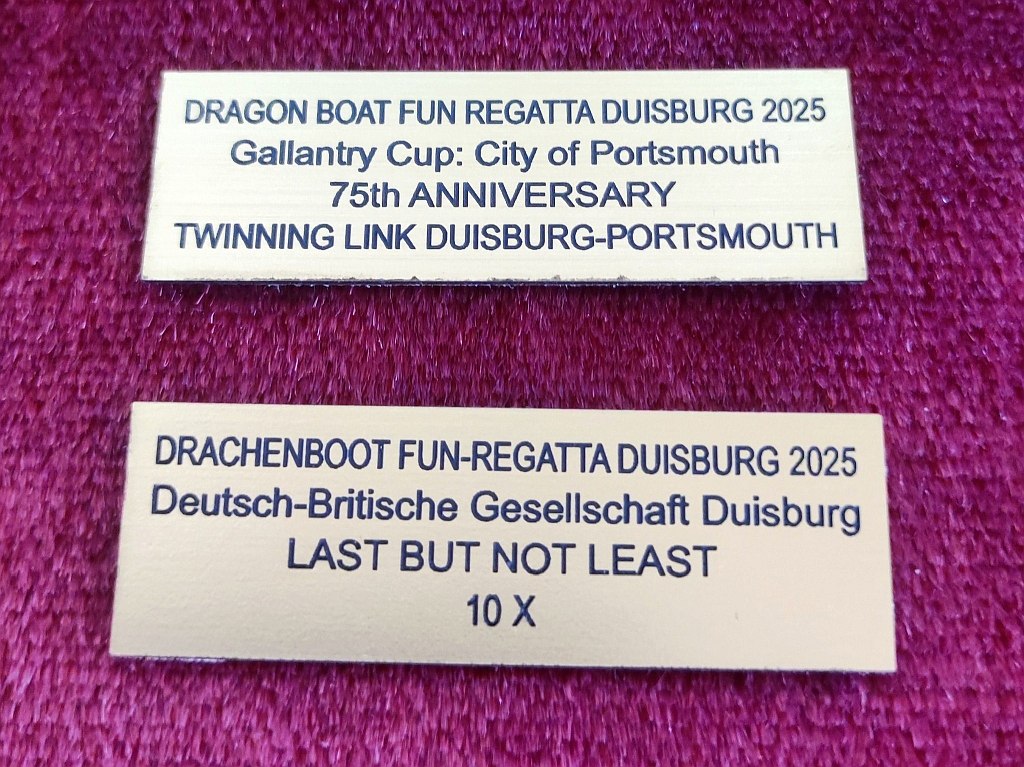 DRAGON BOAT FUN REGATTA DUISBURG 2025
Gallantry Cup: City of Portsmouth
75th ANNIVERSARY
TWINNING LINK DUISBURG-PORTSMOUTH
DRACHENBOOT FUN-REGATTA DUISBURG 2025
Deutsch-Britische Gesellschaft Duisburg
LAST BUT NOT LEAST
10 X